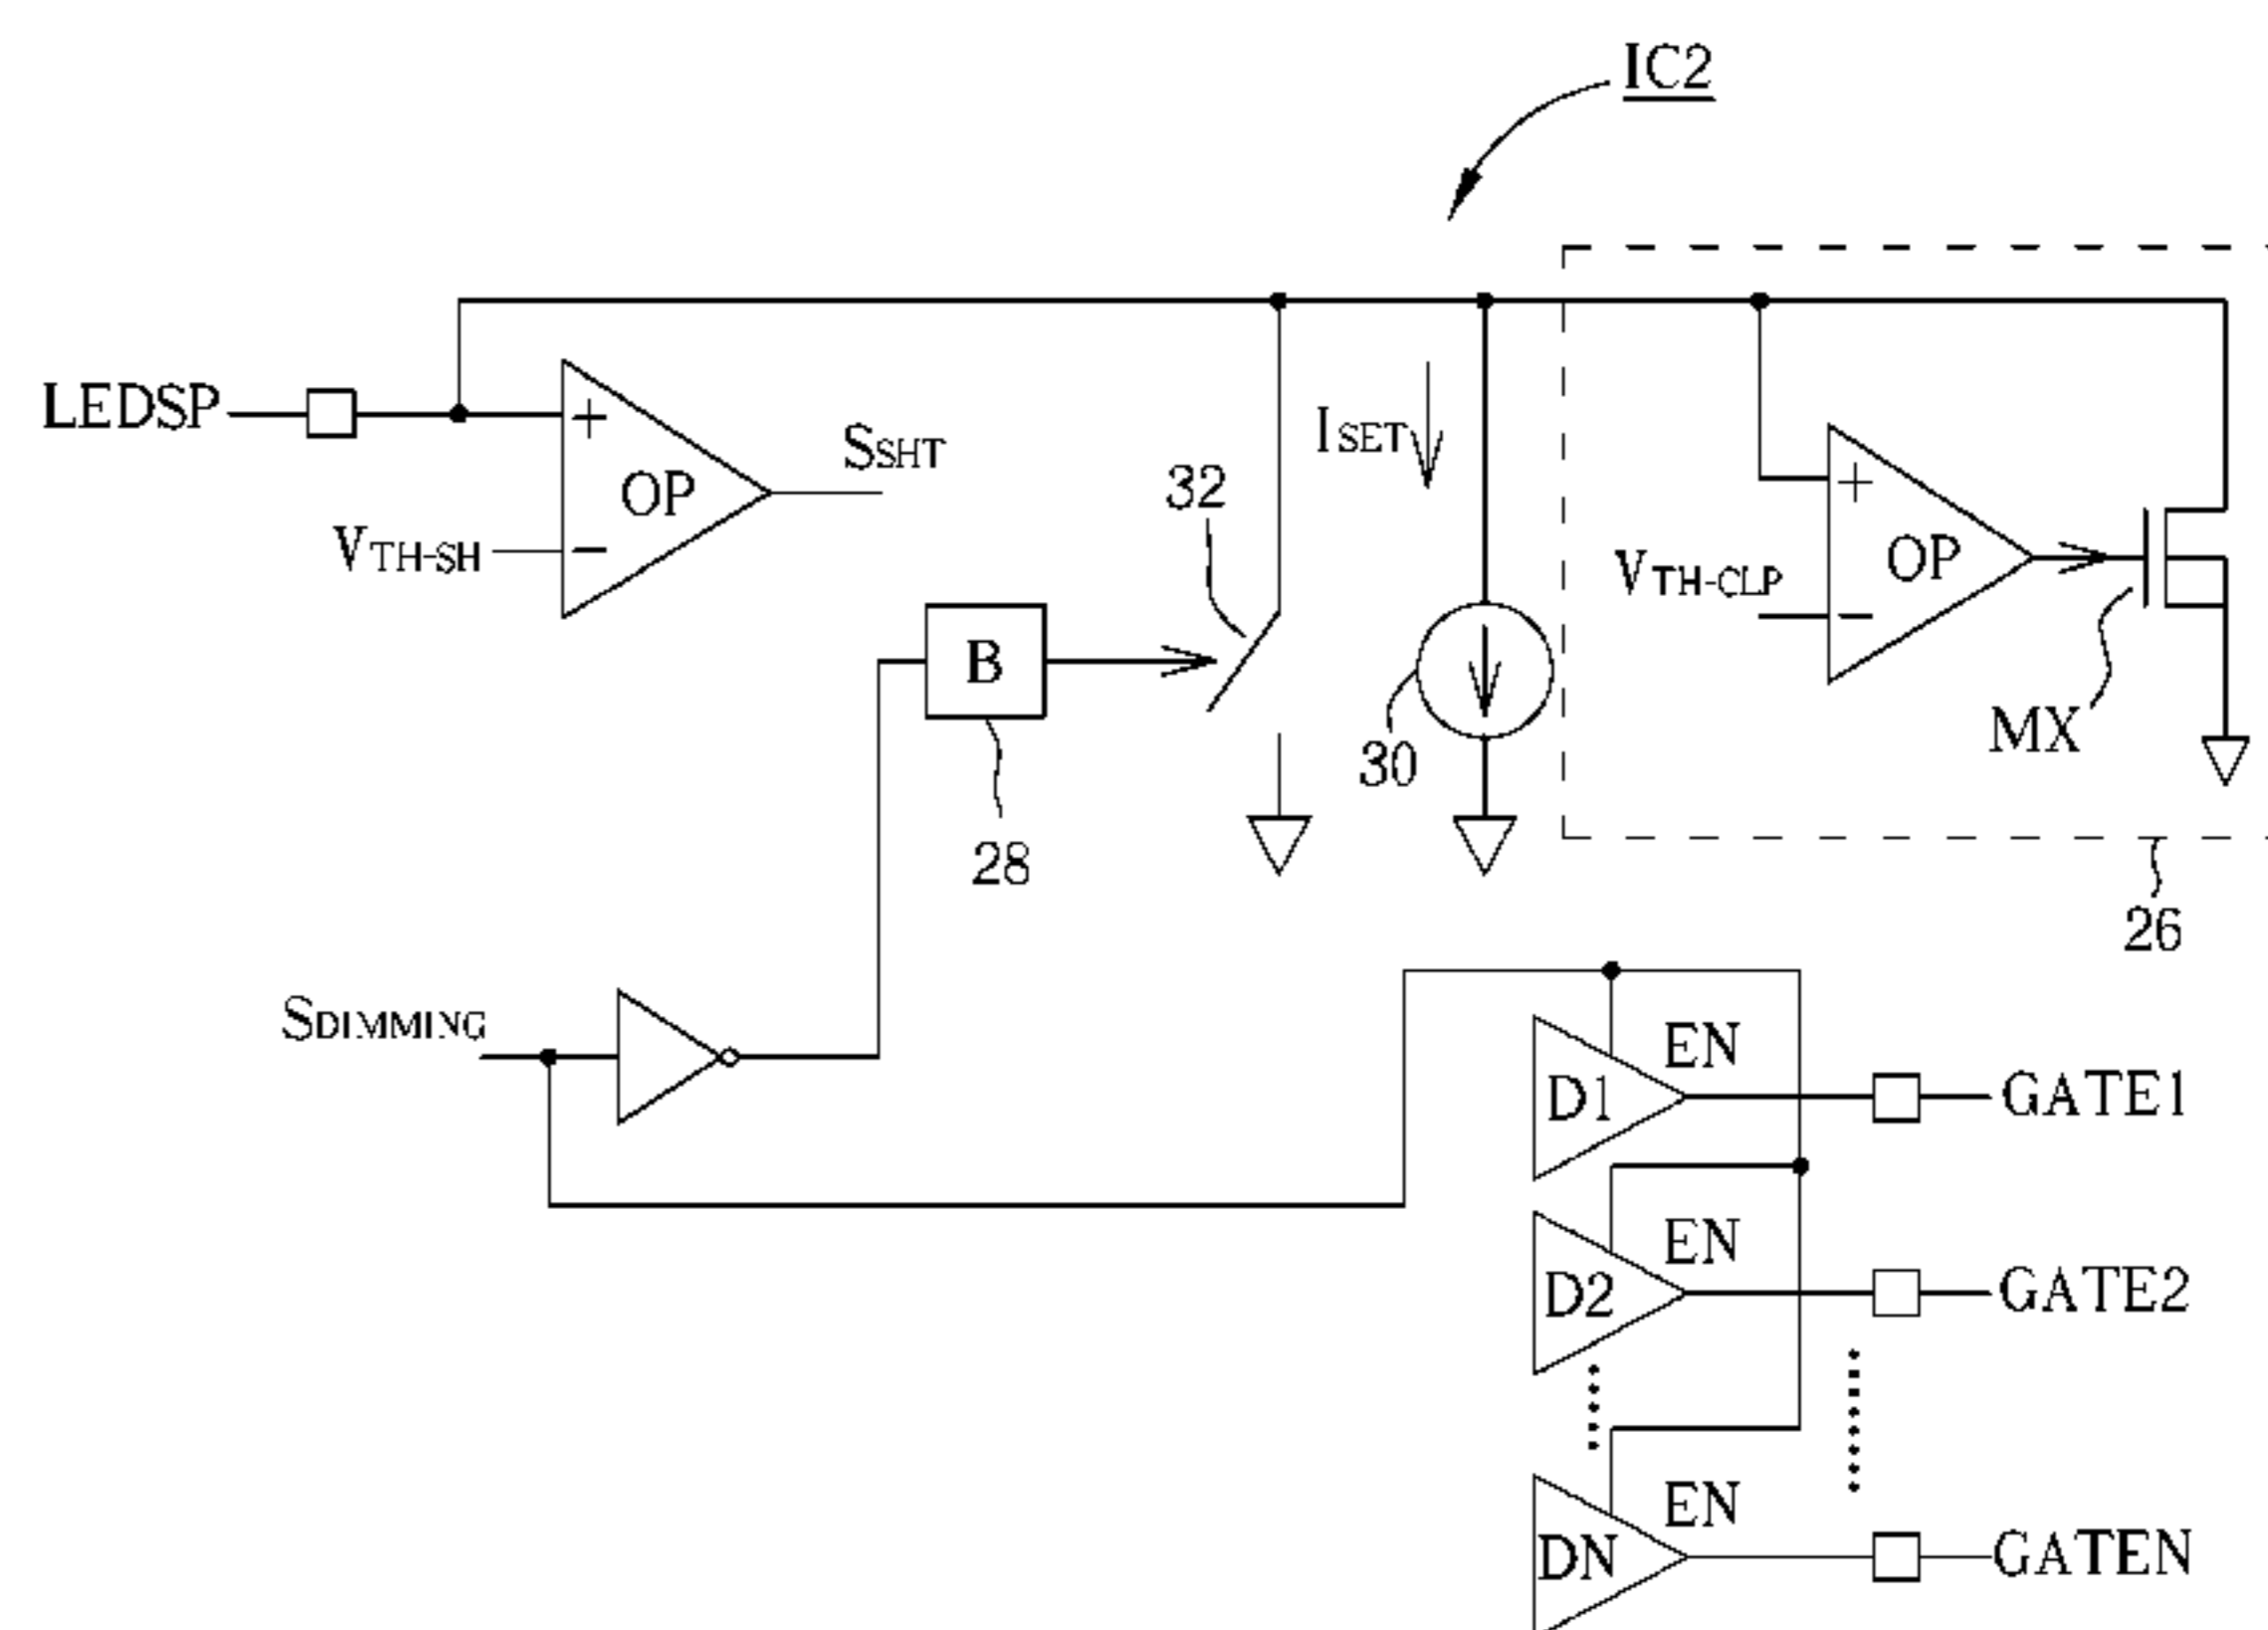 IC2
LEDSP
+
OP
−
SSHT
VTH-SH
32
ISET
B
28
30
+
OP
−
VTH-CLP
MX
26
SDIMMING
EN
D1
GATE1
EN
D2
GATE2
EN
DN
GATEN